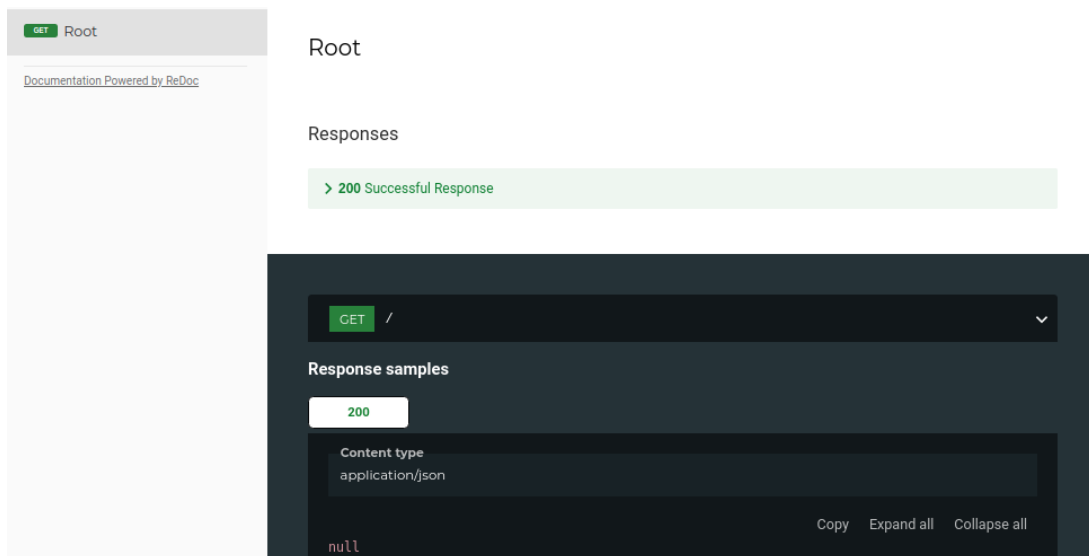 GET Root
Documentation Powered by ReDoc
Root
Responses
200 Successful Response
GET /
Response samples
200
Content type
application/json
Copy Expand all Collapse all
null